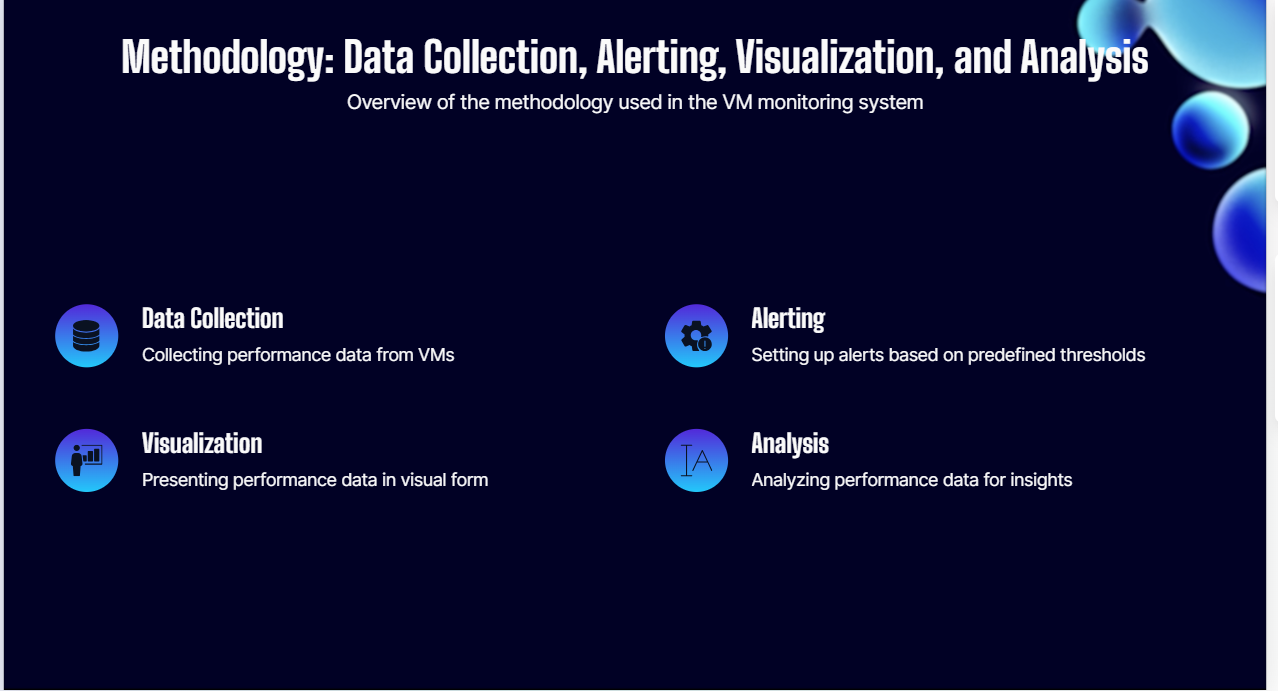 Methodology: Data Collection, Alerting, Visualization, and Analysis
Overview of the methodology used in the VM monitoring system
Data Collection
Collecting performance data from VMs
Alerting
Setting up alerts based on predefined thresholds
Visualization
Presenting performance data in visual form
Analysis
Analyzing performance data for insights